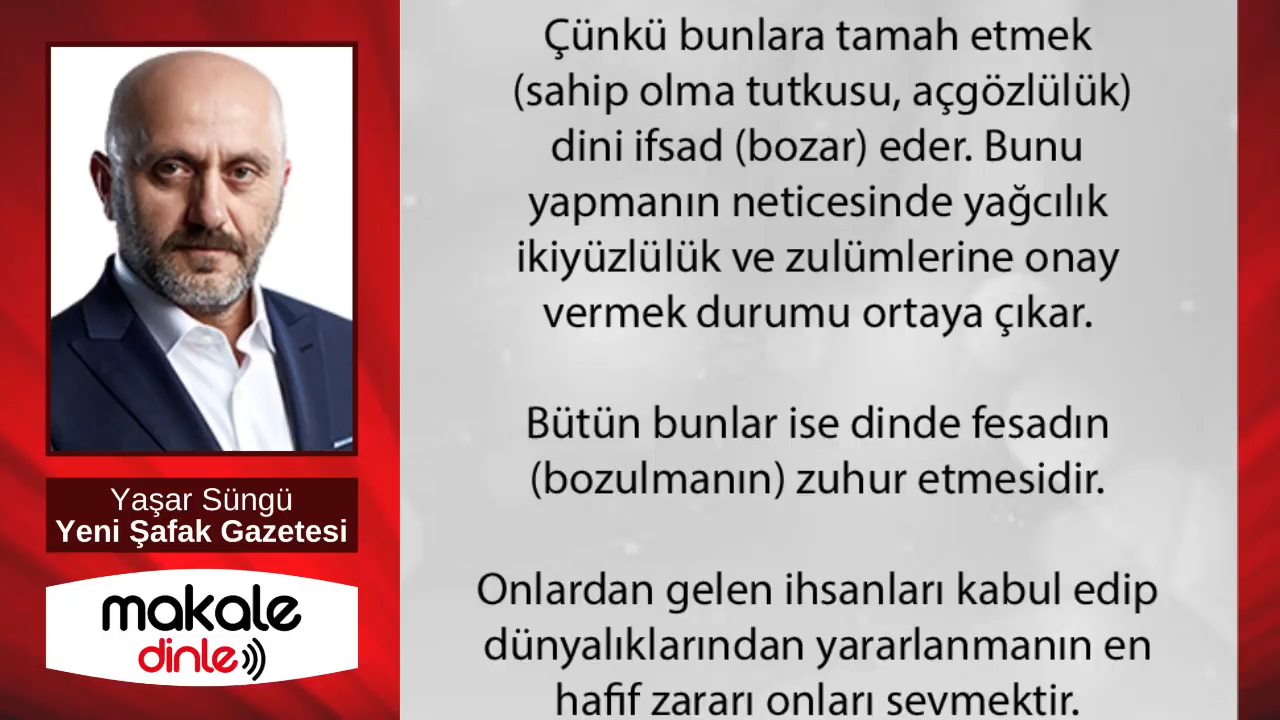 Yaşar Süngü
Yeni Şafak Gazetesi
makale
dinle
Çünkü bunlara tamah etmek
(sahip olma tutkusu, açgözlülük)
dini ifsad (bozar) eder. Bunu
yapmanın neticesinde yağcılık
ikiyüzlülük ve zulümlerine onay
vermek durumu ortaya çıkar.
Bütün bunlar ise dinde fesadın
(bozulmanın) zuhur etmesidir.
Onlardan gelen ihsanları kabul edip
dünyalıklarından yararlanmanın en
hafif zararı onları sevmektir.